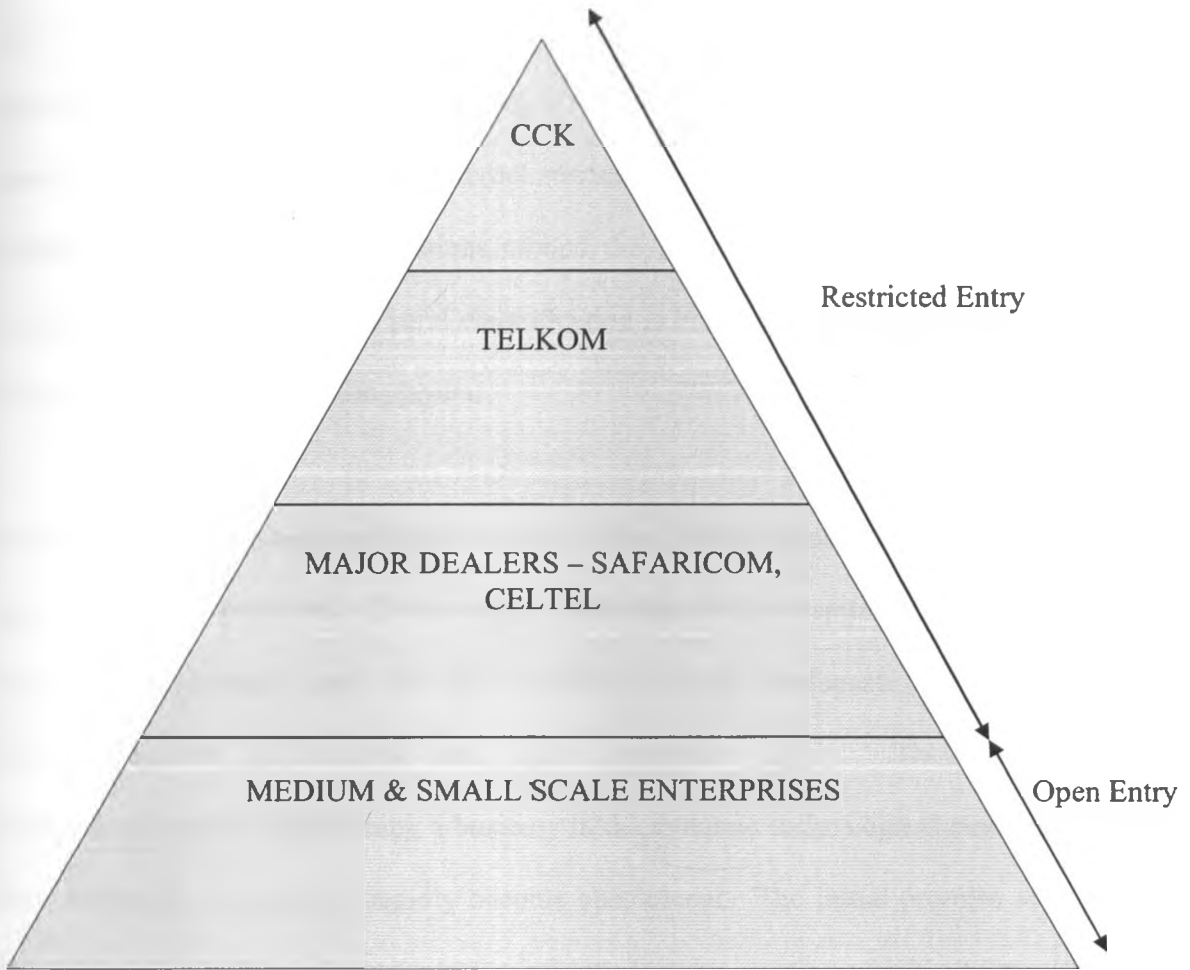 CCK
Restricted Entry
TELKOM
MAJOR DEALERS – SAFARICOM,
CELTEL
MEDIUM & SMALL SCALE ENTERPRISES
Open Entry